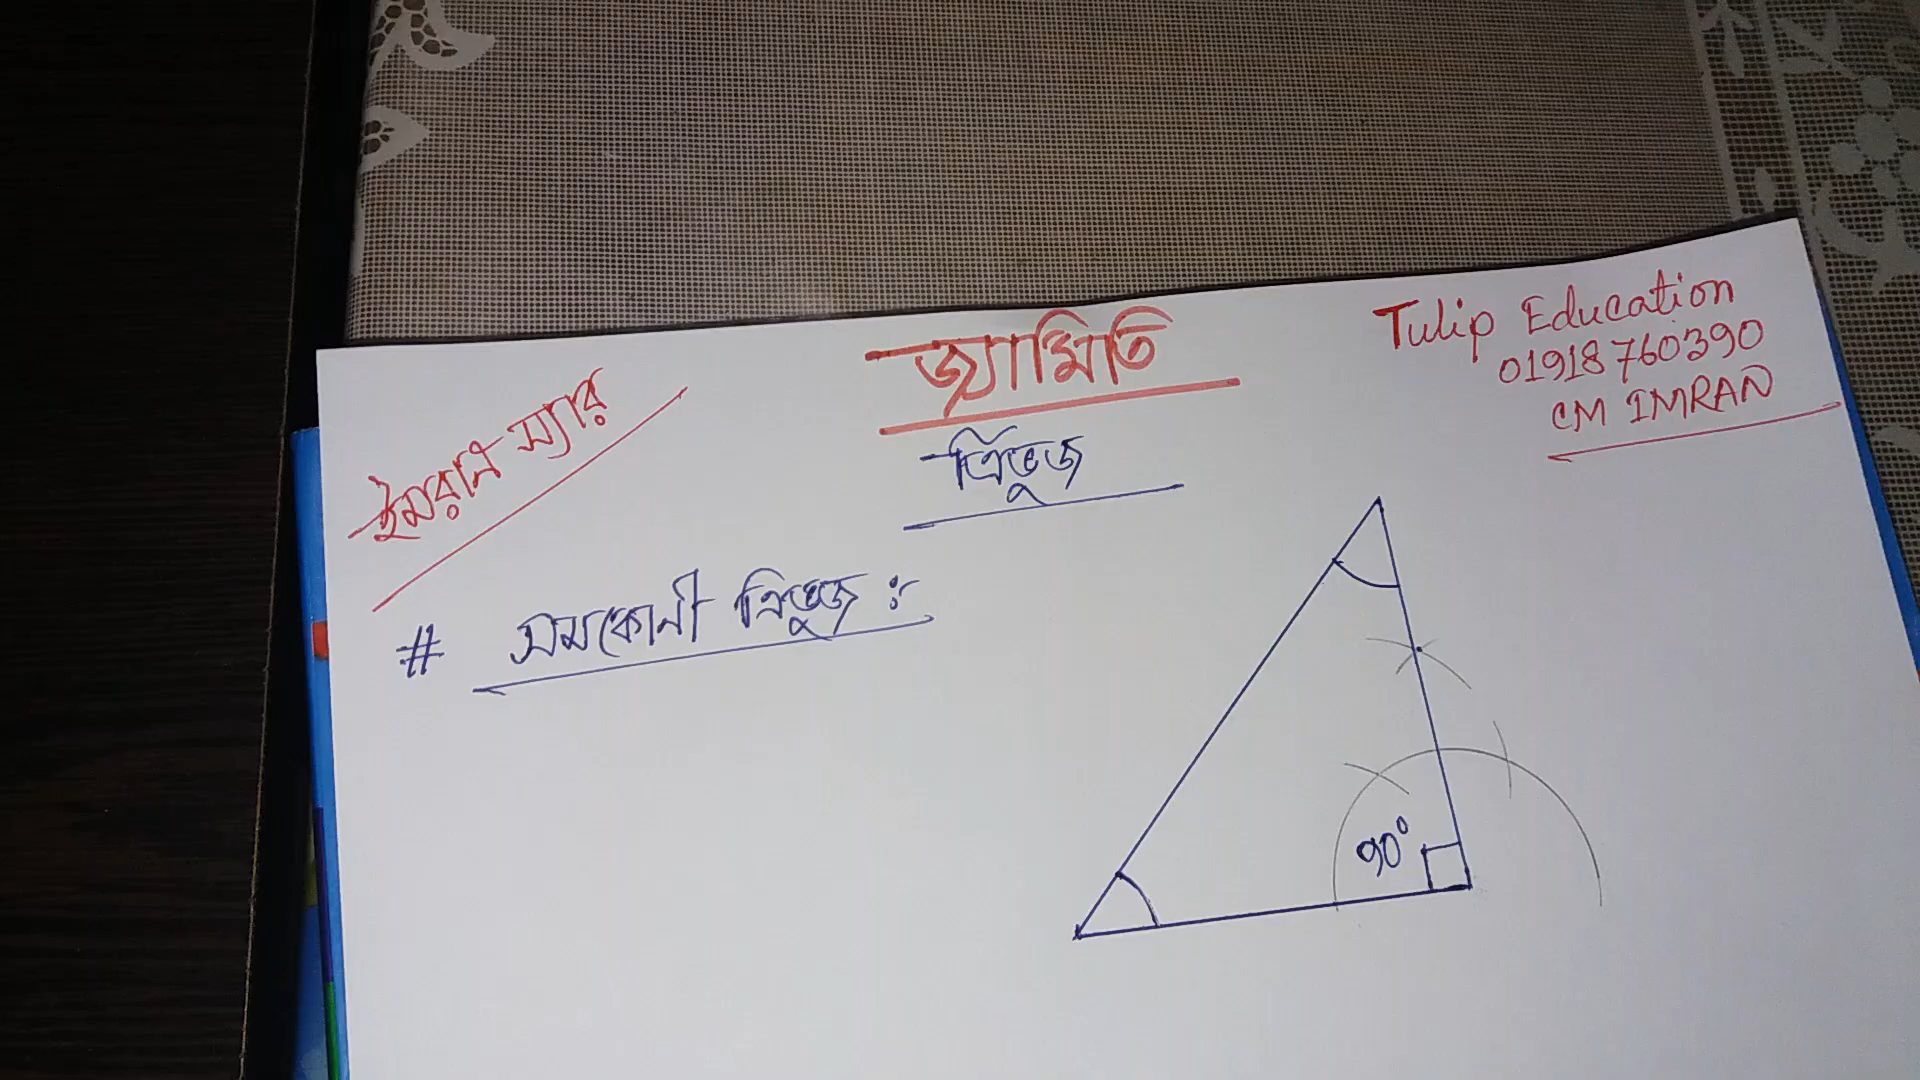 জ্যামিতি
ত্রিভুজ
ইমরান স্যার
Tulip Education
01918760390
CM IMRAN
# সমকোনী ত্রিভুজ :
90°